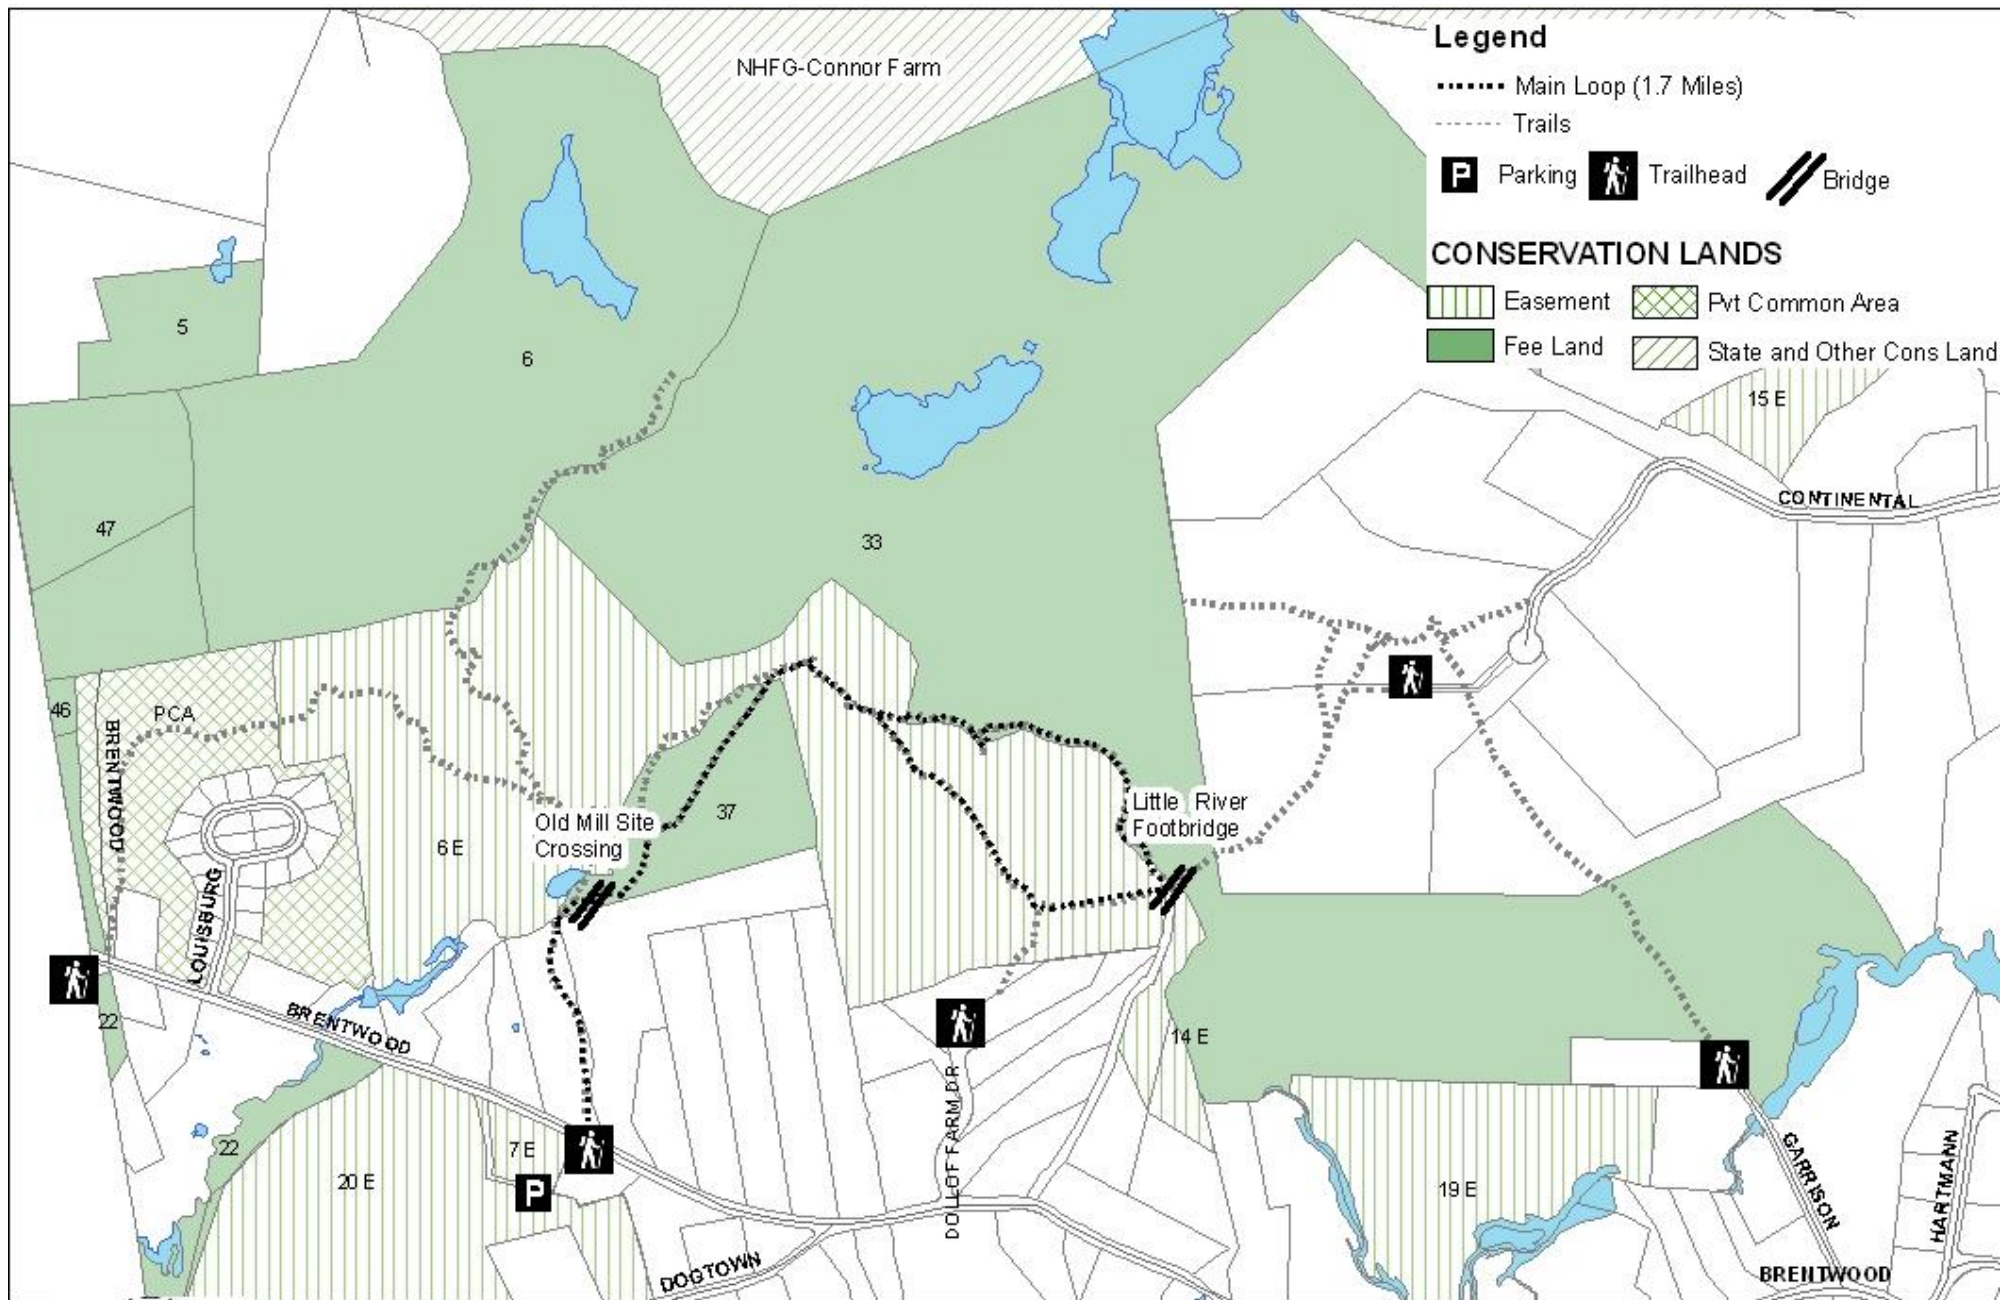 NHFG-Connor Farm
Legend
Main Loop (1.7 Miles)
Trails
P Parking
Trailhead
Bridge
CONSERVATION LANDS
Easement
Pvt Common Area
Fee Land
State and Other Cons Land
5
6
15 E
CONTINENTAL
47
33
46
PCA
BRENTWOOD
37
Old Mill Site
Crossing
Little River
Footbridge
6 E
LOUISBURG
22
BRENTWOOD
14 E
DOLLOF FARM DR
22
7 E
20 E
P
19 E
GARRISON
HARTMANN
DOGTOWN
BRENTWOOD